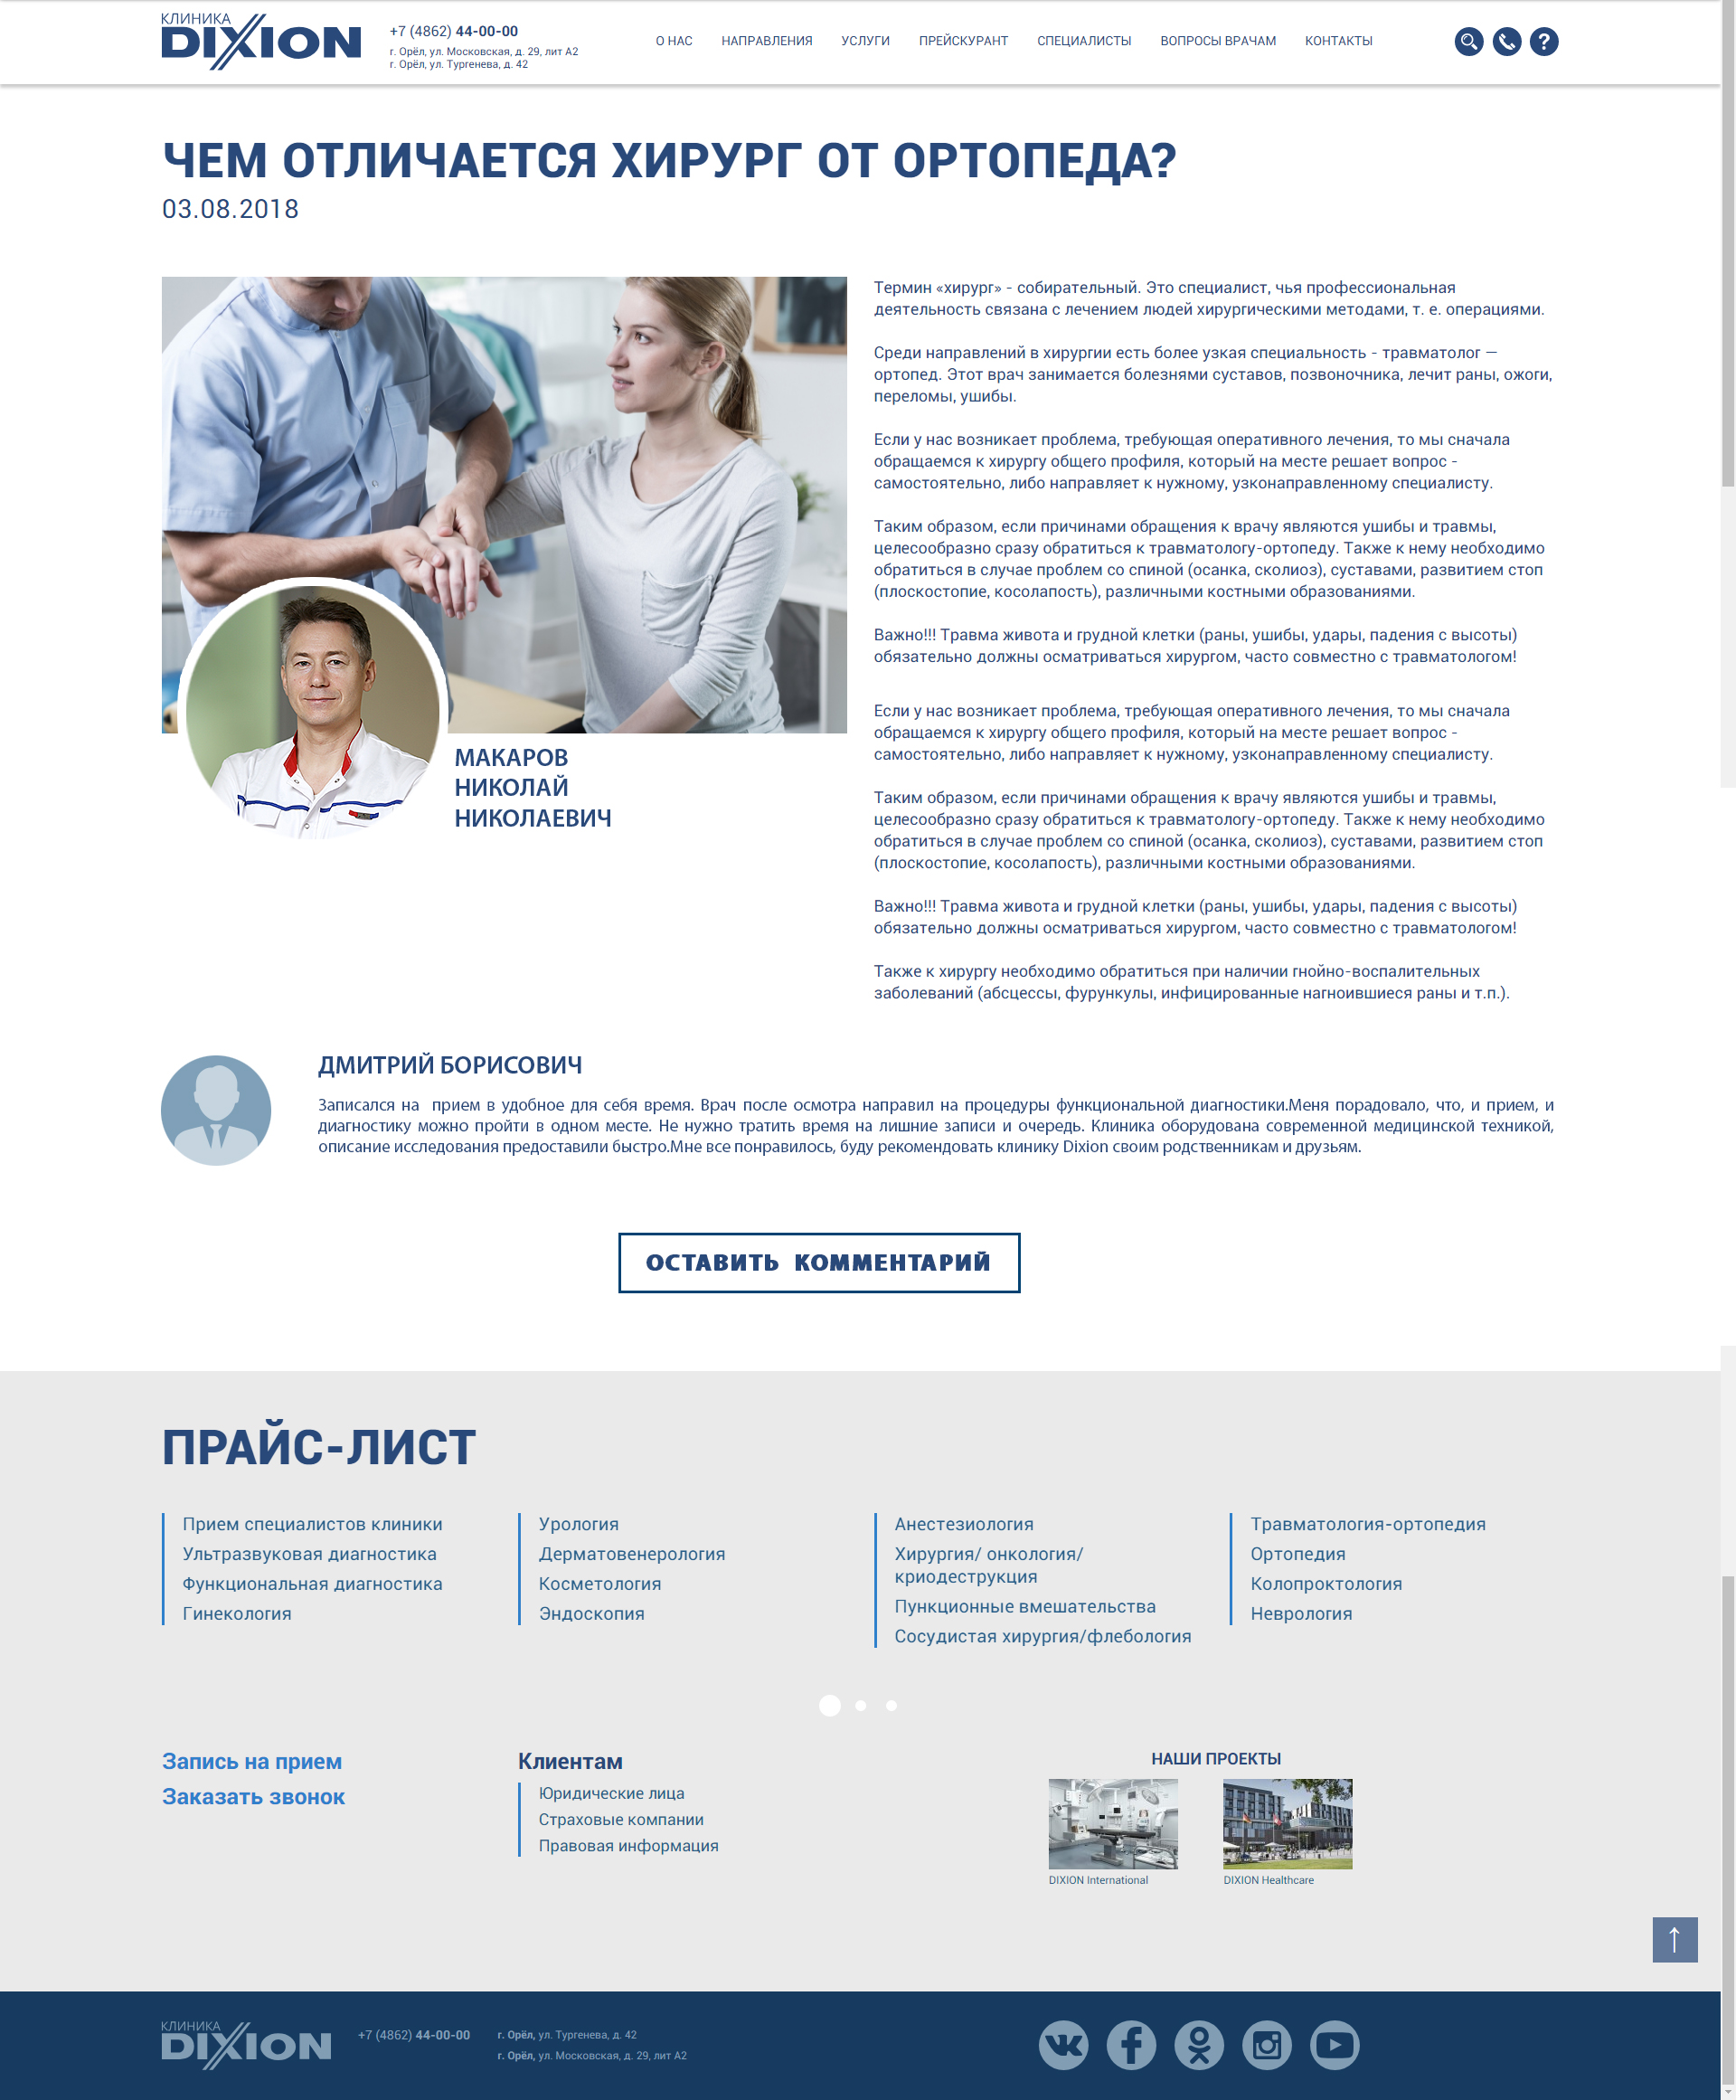 КЛИНИКА
DIXION
+7 (4862) 44-00-00
г. Орёл, ул. Московская, д. 29, лит А2
г. Орёл, ул. Тургенева, д. 42
О НАС НАПРАВЛЕНИЯ УСЛУГИ ПРЕЙСКУРАНТ СПЕЦИАЛИСТЫ ВОПРОСЫ ВРАЧАМ КОНТАКТЫ
ЧЕМ ОТЛИЧАЕТСЯ ХИРУРГ ОТ ОРТОПЕДА?
03.08.2018
Термин «хирург» - собирательный. Это специалист, чья профессиональная
деятельность связана с лечением людей хирургическими методами, т. е. операциями.
Среди направлений в хирургии есть более узкая специальность - травматолог —
ортопед. Этот врач занимается болезнями суставов, позвоночника, лечит раны, ожоги,
переломы, ушибы.
Если у нас возникает проблема, требующая оперативного лечения, то мы сначала
обращаемся к хирургу общего профиля, который на месте решает вопрос -
самостоятельно, либо направляет к нужному, узконаправленному специалисту.
Таким образом, если причинами обращения к врачу являются ушибы и травмы,
целесообразно сразу обратиться к травматологу-ортопеду. Также к нему необходимо
обратиться в случае проблем со спиной (осанка, сколиоз), суставами, развитием стоп
(плоскостопие, косолапость), различными костными образованиями.
Важно!!! Травма живота и грудной клетки (раны, ушибы, удары, падения с высоты)
обязательно должны осматриваться хирургом, часто совместно с травматологом!
Если у нас возникает проблема, требующая оперативного лечения, то мы сначала
обращаемся к хирургу общего профиля, который на месте решает вопрос -
самостоятельно, либо направляет к нужному, узконаправленному специалисту.
Таким образом, если причинами обращения к врачу являются ушибы и травмы,
целесообразно сразу обратиться к травматологу-ортопеду. Также к нему необходимо
обратиться в случае проблем со спиной (осанка, сколиоз), суставами, развитием стоп
(плоскостопие, косолапость), различными костными образованиями.
Важно!!! Травма живота и грудной клетки (раны, ушибы, удары, падения с высоты)
обязательно должны осматриваться хирургом, часто совместно с травматологом!
Также к хирургу необходимо обратиться при наличии гнойно-воспалительных
заболеваний (абсцессы, фурункулы, инфицированные нагноившиеся раны и т.п.).
МАКАРОВ
НИКОЛАЙ
НИКОЛАЕВИЧ
ДМИТРИЙ БОРИСОВИЧ
Записался на прием в удобное для себя время. Врач после осмотра направил на процедуры функциональной диагностики.Меня порадовало, что, и прием, и
диагностику можно пройти в одном месте. Не нужно тратить время на лишние записи и очередь. Клиника оборудована современной медицинской техникой,
описание исследования предоставили быстро.Мне все понравилось, буду рекомендовать клинику Dixion своим родственникам и друзьям.
ОСТАВИТЬ КОММЕНТАРИЙ
ПРАЙС-ЛИСТ
Прием специалистов клиники
Ультразвуковая диагностика
Функциональная диагностика
Гинекология
Урология
Дерматовенерология
Косметология
Эндоскопия
Анестезиология
Хирургия/ онкология/
криодеструкция
Пункционные вмешательства
Сосудистая хирургия/флебология
Травматология-ортопедия
Ортопедия
Колопроктология
Неврология
Запись на прием
Заказать звонок
Клиентам
Юридические лица
Страховые компании
Правовая информация
НАШИ ПРОЕКТЫ
DIXION International
DIXION Healthcare
КЛИНИКА
DIXION
+7 (4862) 44-00-00
г. Орёл, ул. Тургенева, д. 42
г. Орёл, ул. Московская, д. 29, лит А2